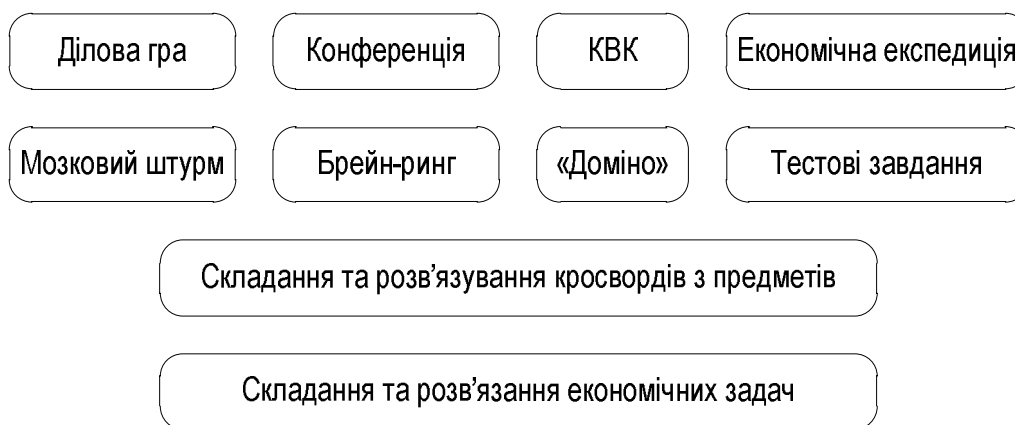 Ділова гра
Конференція
КВК
Економічна експедиція
Мозковий штурм
Брейн-ринг
«Доміно»
Тестові завдання
Складання та розв’язування кросвордів з предметів
Складання та розв’язання економічних задач